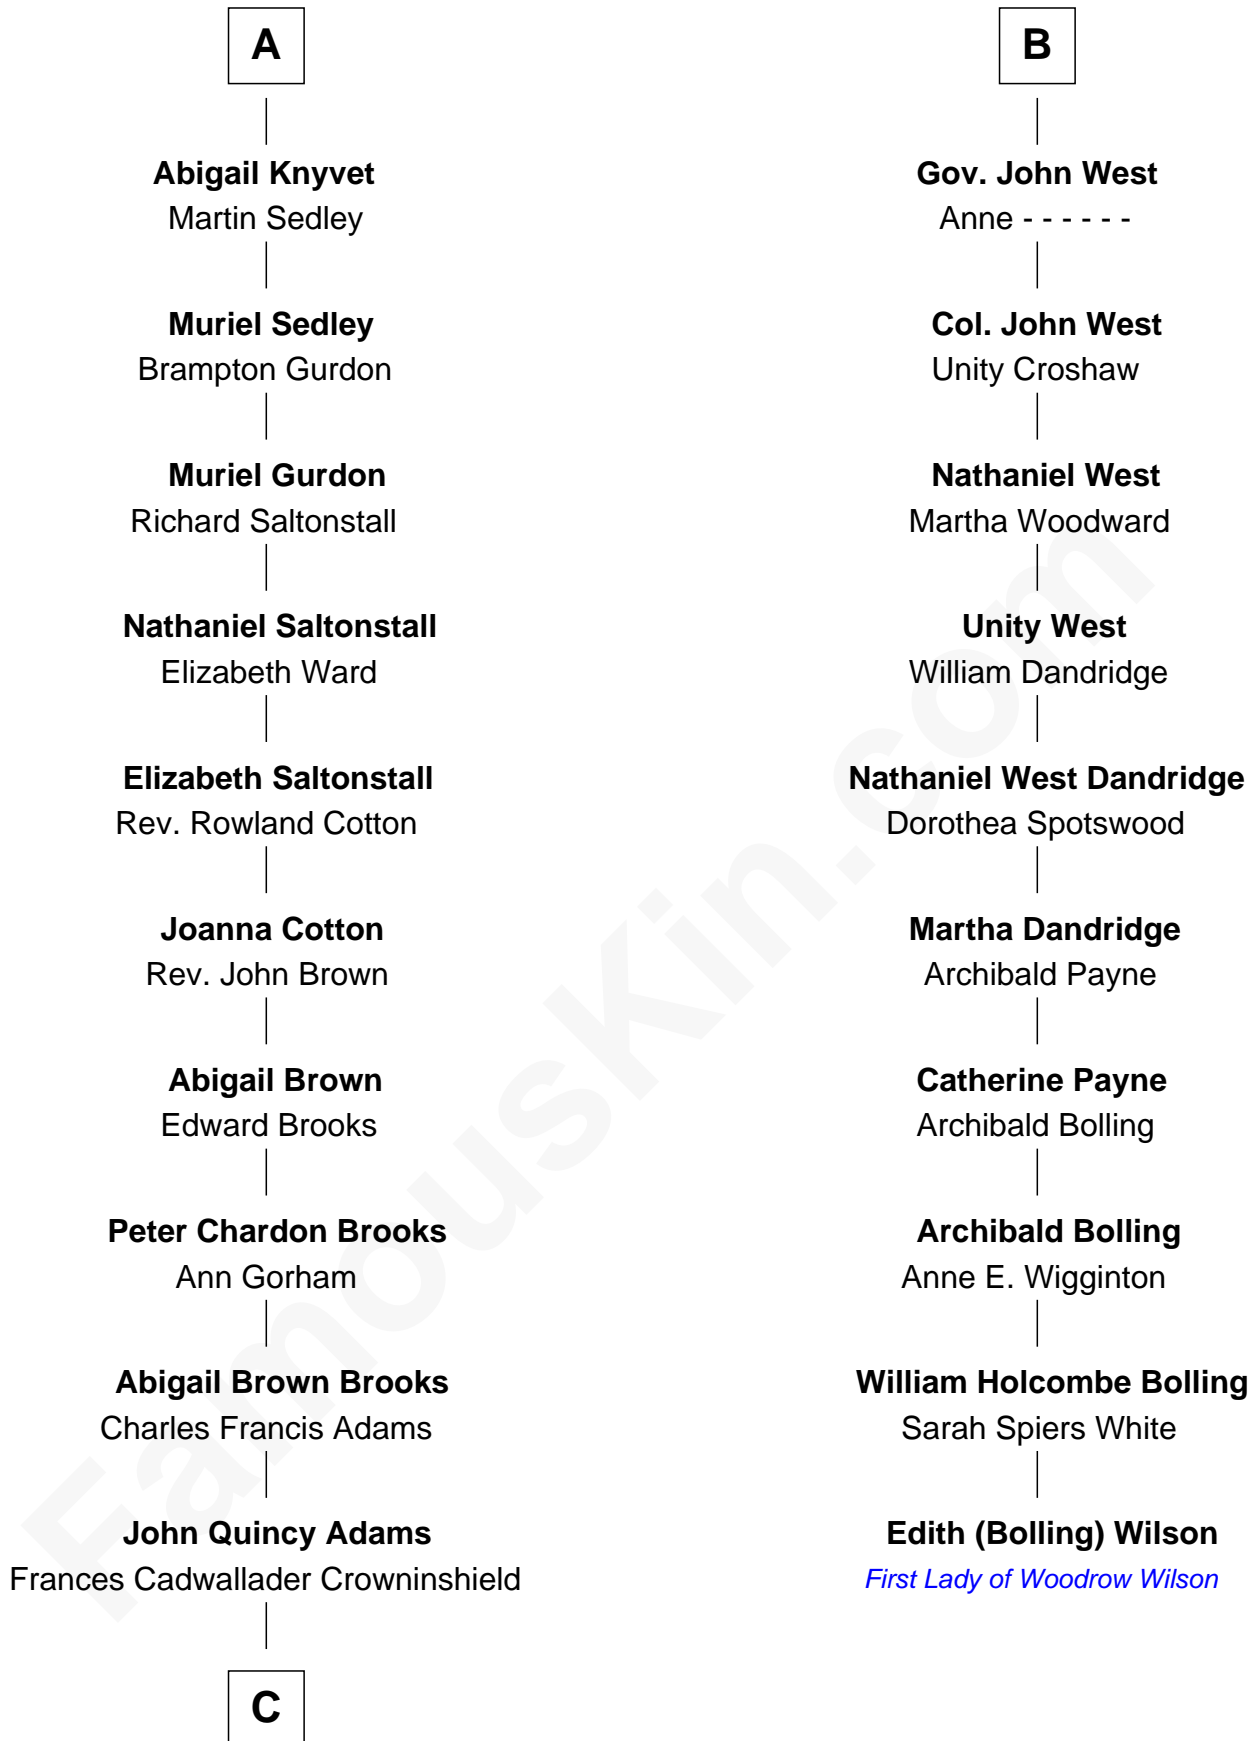 A
Abigail Knyvet
Martin Sedley
Muriel Sedley
Brampton Gurdon
Muriel Gurdon
Richard Saltonstall
Nathaniel Saltonstall
Elizabeth Ward
Elizabeth Saltonstall
Rev. Rowland Cotton
Joanna Cotton
Rev. John Brown
Abigail Brown
Edward Brooks
Peter Chardon Brooks
Ann Gorham
Abigail Brown Brooks
Charles Francis Adams
John Quincy Adams
Frances Cadwallader Crowninshield
C
B
Gov. John West
Anne - - - - - -
Col. John West
Unity Croshaw
Nathaniel West
Martha Woodward
Unity West
William Dandridge
Nathaniel West Dandridge
Dorothea Spotswood
Martha Dandridge
Archibald Payne
Catherine Payne
Archibald Bolling
Archibald Bolling
Anne E. Wigginton
William Holcombe Bolling
Sarah Spiers White
Edith (Bolling) Wilson
First Lady of Woodrow Wilson
FamousKin.com